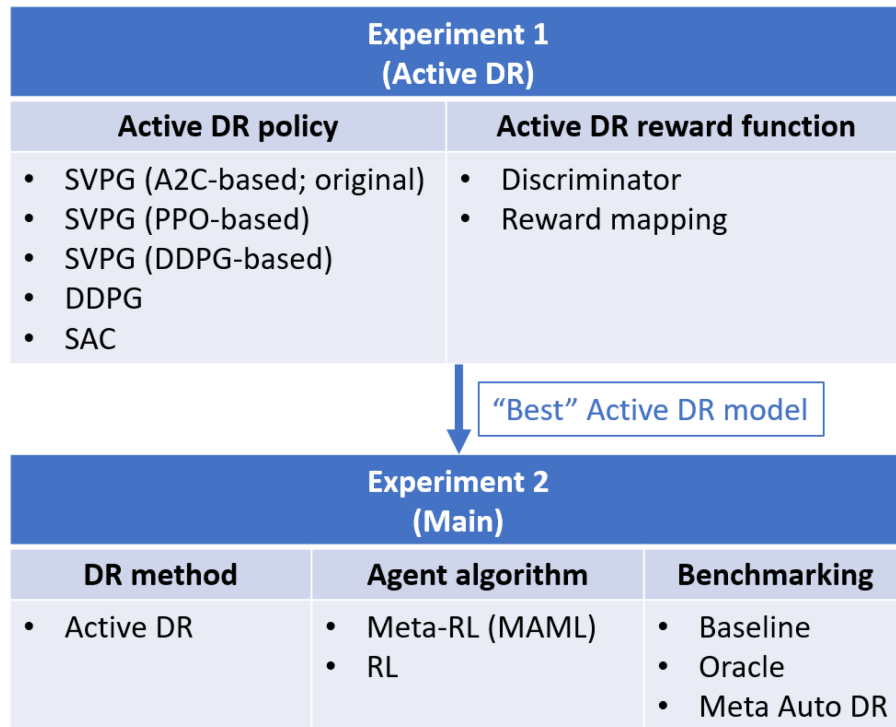 Experiment 1
(Active DR)
Active DR policy
Active DR reward function
• SVPG (A2C-based; original)
• SVPG (PPO-based)
• SVPG (DDPG-based)
• DDPG
• SAC
• Discriminator
• Reward mapping
“Best” Active DR model
Experiment 2
(Main)
DR method
Agent algorithm
Benchmarking
• Active DR
• Meta-RL (MAML)
• RL
• Baseline
• Oracle
• Meta Auto DR